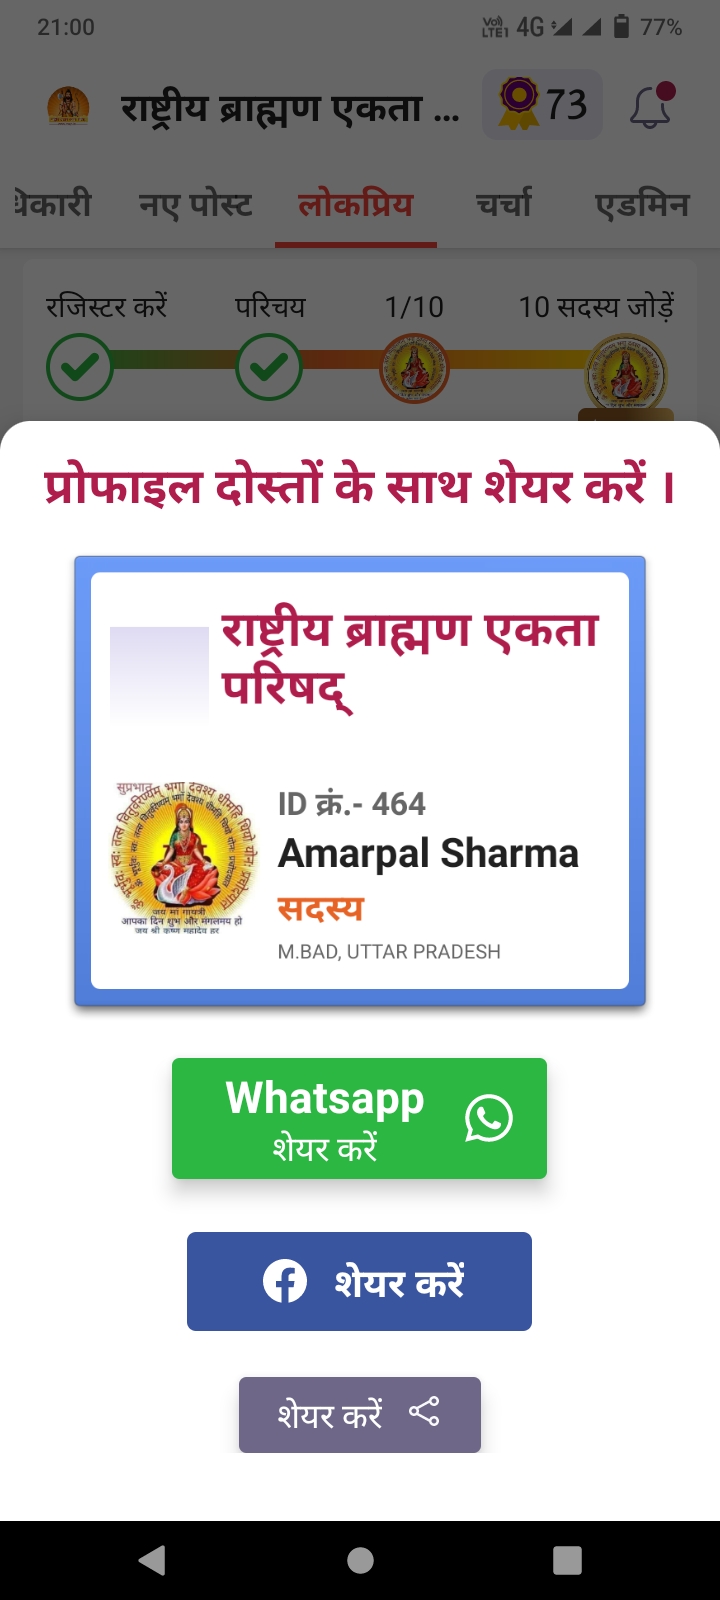 21:00 Vo) LTE1 4G 77%
राष्ट्रीय ब्राह्मण एकता ... 73
धिकारी नए पोस्ट लोकप्रिय चर्चा एडमिन
रजिस्टर करें परिचय 1/10 10 सदस्य जोड़ें
प्रोफाइल दोस्तों के साथ शेयर करें ।
राष्ट्रीय ब्राह्मण एकता
परिषद्
सुप्रभात
ID क्रं.- 464
Amarpal Sharma
सदस्य
M.BAD, UTTAR PRADESH
जय मां गायत्री
आपका दिन शुभ और मंगलमय हो
जय श्री कृष्ण महादेव हर
Whatsapp
शेयर करें
शेयर करें
शेयर करें